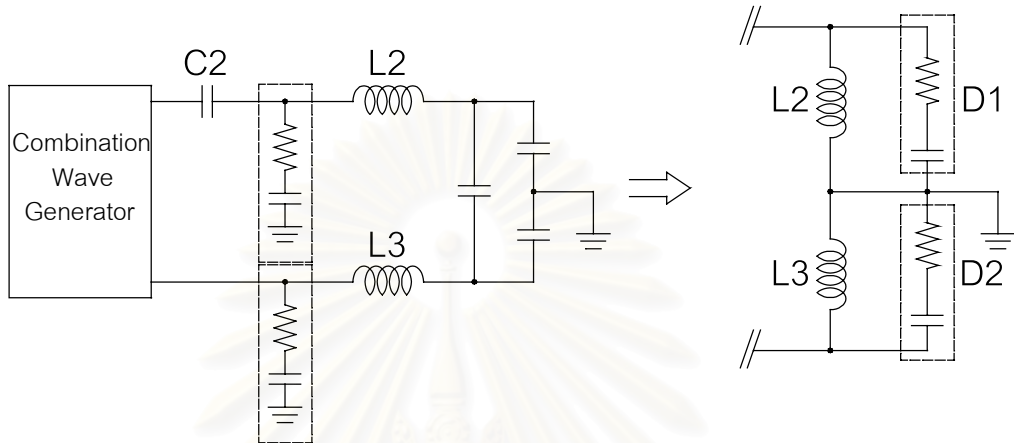 C2
L2
Combination
Wave
Generator
L3
L2
D1
L3
D2